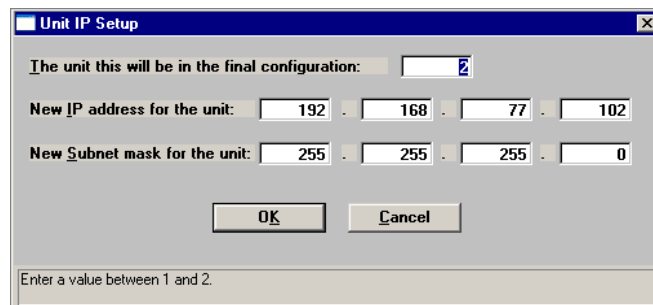 Unit IP Setup
The unit this will be in the final configuration: 2
New IP address for the unit: 192 . 168 . 77 . 102
New Subnet mask for the unit: 255 . 255 . 255 . 0
OK Cancel
Enter a value between 1 and 2.